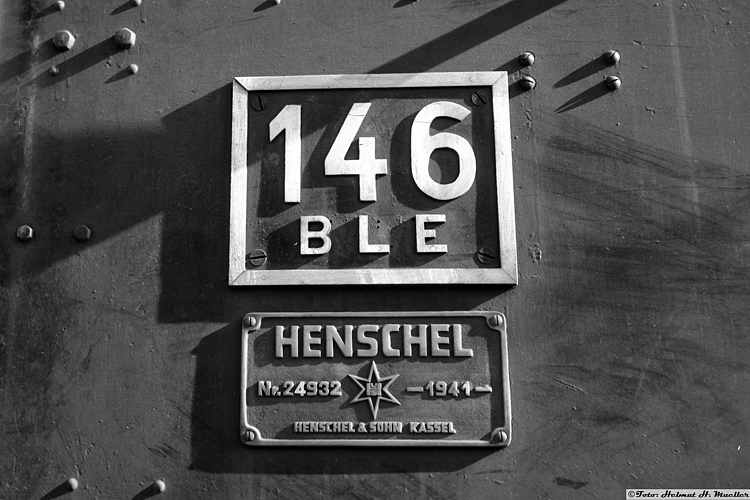 146
BLE
HENSCHEL
Nr. 24932 –1941–
HENSCHEL & SOHN KASSEL
©Foto: Helmut H. Mueller